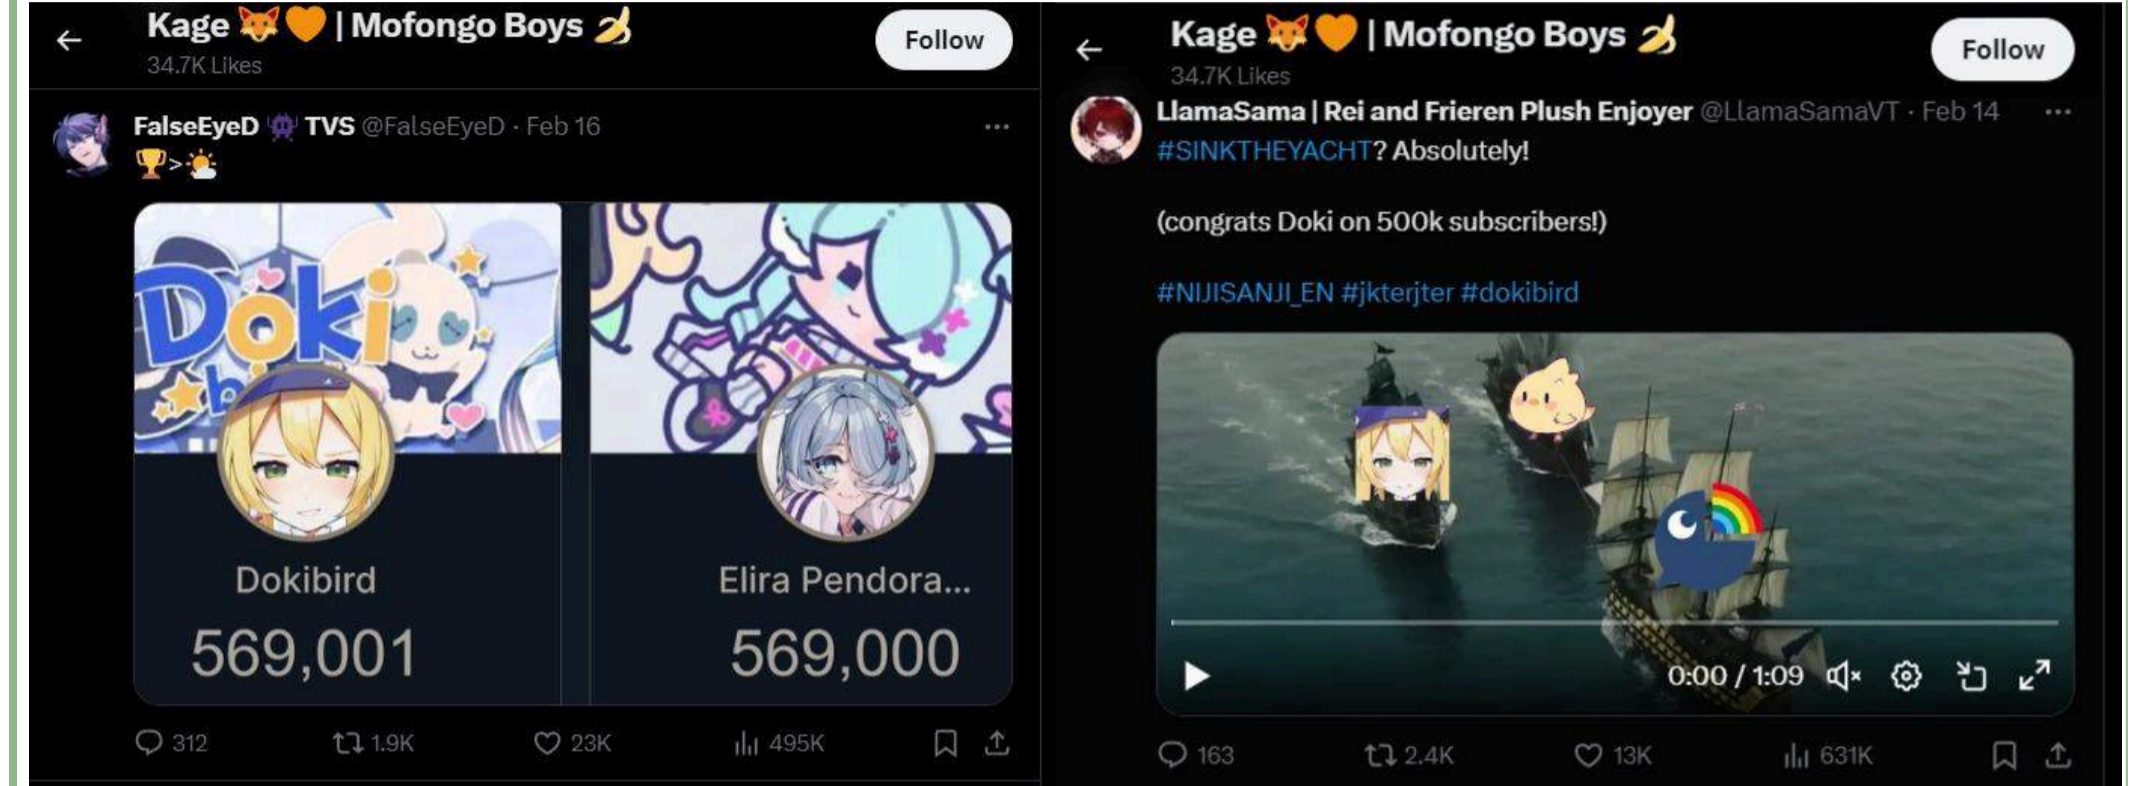 Kage 🦊🧡 | Mofongo Boys 🍌
34.7K Likes
Follow
FalseEyeD 👾 TVS @FalseEyeD · Feb 16
🏆>🌤️
Doki
bi
Dokibird
569,001
Elira Pendora...
569,000
312
1.9K
23K
495K
Kage 🦊🧡 | Mofongo Boys 🍌
34.7K Likes
Follow
LlamaSama | Rei and Frieren Plush Enjoyer @LlamaSamaVT · Feb 14
#SINKTHEYACHT? Absolutely!
(congrats Doki on 500k subscribers!)
#NIJISANJI_EN #jkterjter #dokibird
0:00 / 1:09
163
2.4K
13K
631K